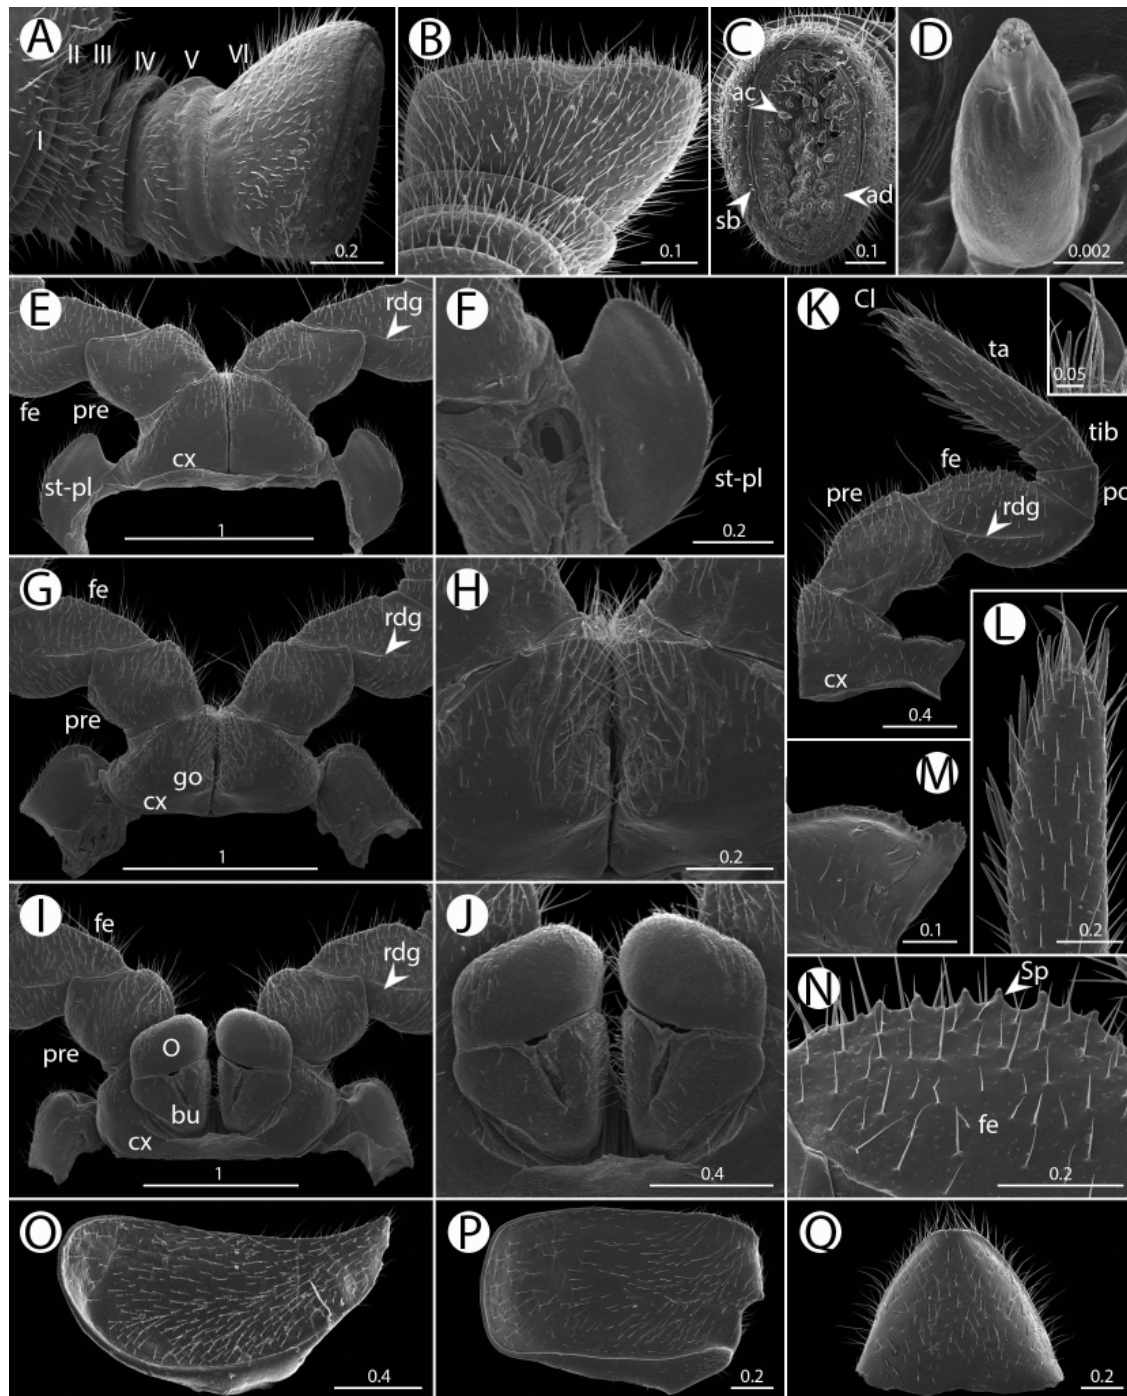 A
I
II
III
IV
V
VI
0.2
B
0.1
C
ac
sb
ad
0.1
D
0.002
E
rdg
fe
pre
cx
st-pl
1
F
st-pl
0.2
G
fe
rdg
pre
go
cx
1
H
0.2
I
fe
rdg
pre
O
bu
cx
1
J
0.4
K
Cl
ta
0.05
tib
fe
pre
po
rdg
cx
0.4
L
0.2
M
0.1
N
Sp
fe
0.2
O
0.4
P
0.2
Q
0.2